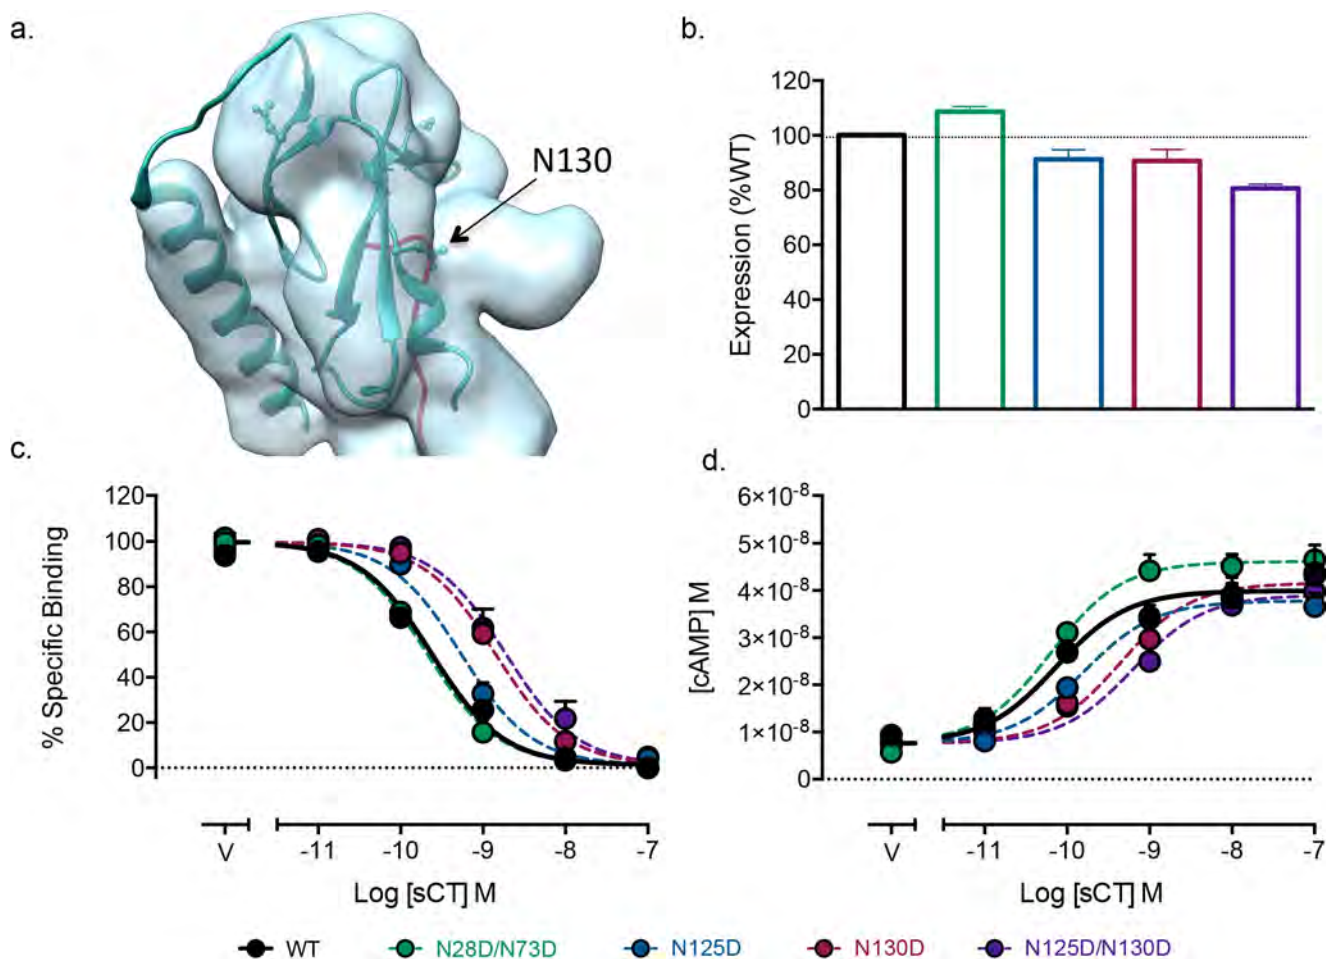 a.
N130
b.
Expression (%WT)
120
100
80
60
40
20
0
c.
% Specific Binding
120
100
80
60
40
20
0
V
-11
-10
-9
-8
-7
Log [sCT] M
d.
[cAMP] M
6×10⁻⁸
5×10⁻⁸
4×10⁻⁸
3×10⁻⁸
2×10⁻⁸
1×10⁻⁸
0
V
-11
-10
-9
-8
-7
Log [sCT] M
WT
N28D/N73D
N125D
N130D
N125D/N130D